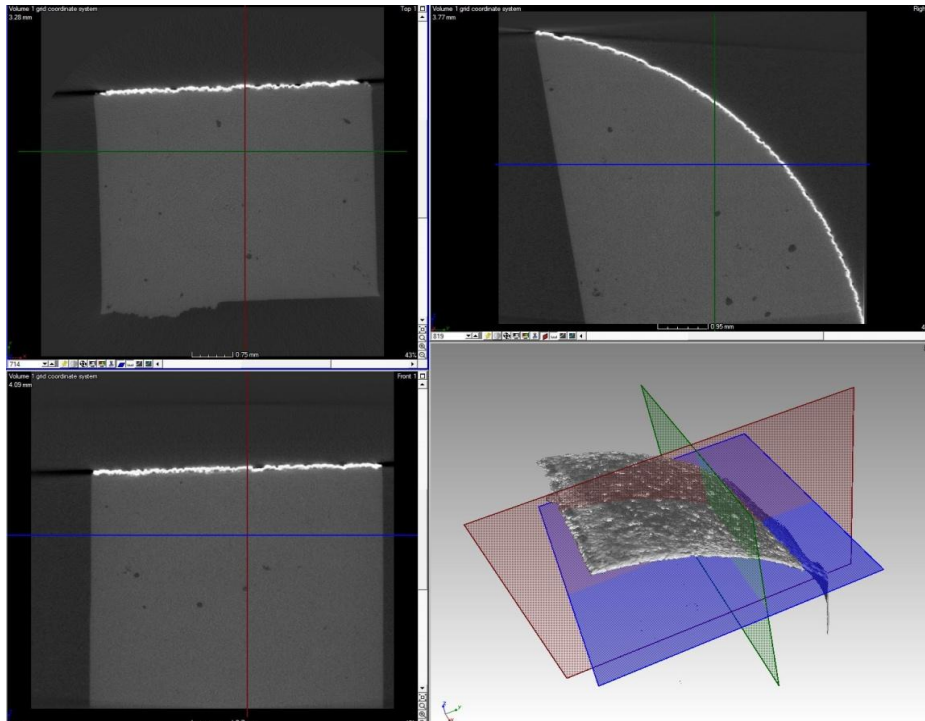 Volume 1 grid coordinate system
Top 1
3.28 mm
0.75 mm
43%
714
Volume 1 grid coordinate system
3.77 mm
0.95 mm
819
Volume 1 grid coordinate system
Front 1
4.09 mm